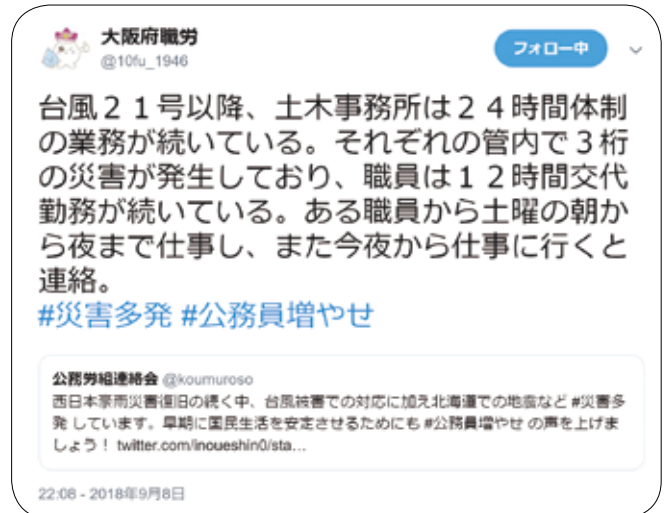 大阪府職労
@10fu_1946
フォロー中
台風２１号以降、土木事務所は２４時間体制
の業務が続いている。それぞれの管内で３桁
の災害が発生しており、職員は１２時間交代
勤務が続いている。ある職員から土曜の朝か
ら夜まで仕事し、また今夜から仕事に行くと
連絡。
#災害多発 #公務員増やせ
公務労組連絡会 @koumuroso
西日本豪雨災害復旧の続く中、台風被害での対応に加え北海道での地震など #災害多
発 しています。早期に国民生活を安定させるためにも #公務員増やせ の声を上げま
しょう！ twitter.com/inoueshin0/sta…
22:08 - 2018年9月8日